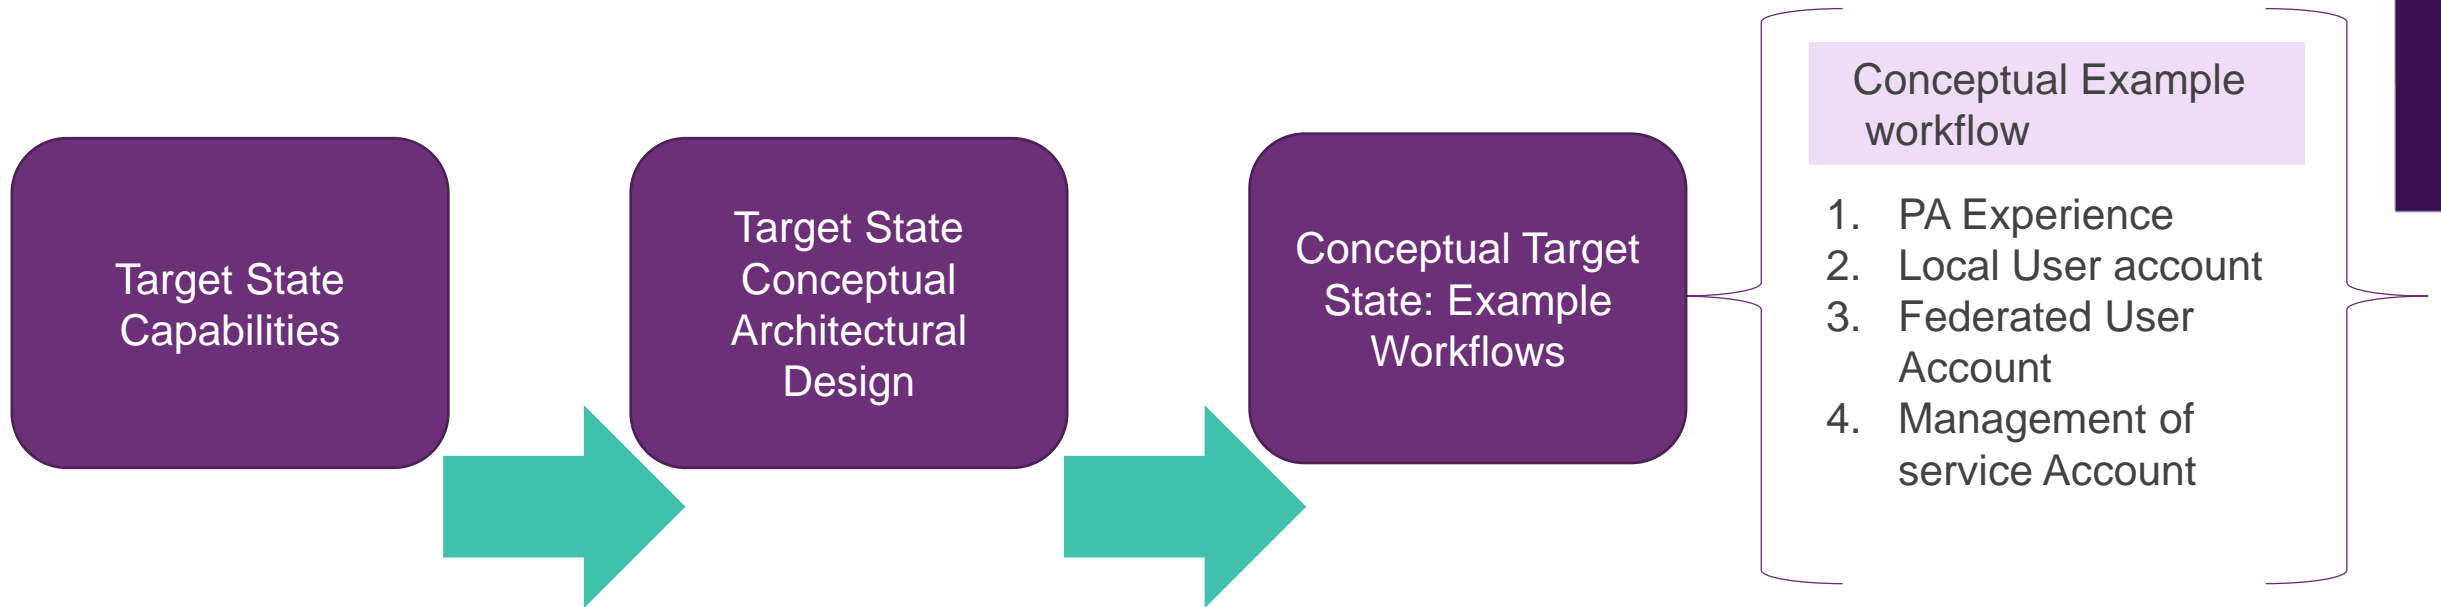 Target State
Capabilities
Target State
Conceptual
Architectural
Design
Conceptual Target
State: Example
Workflows
Conceptual Example
workflow
1. PA Experience
2. Local User account
3. Federated User
Account
4. Management of
service Account